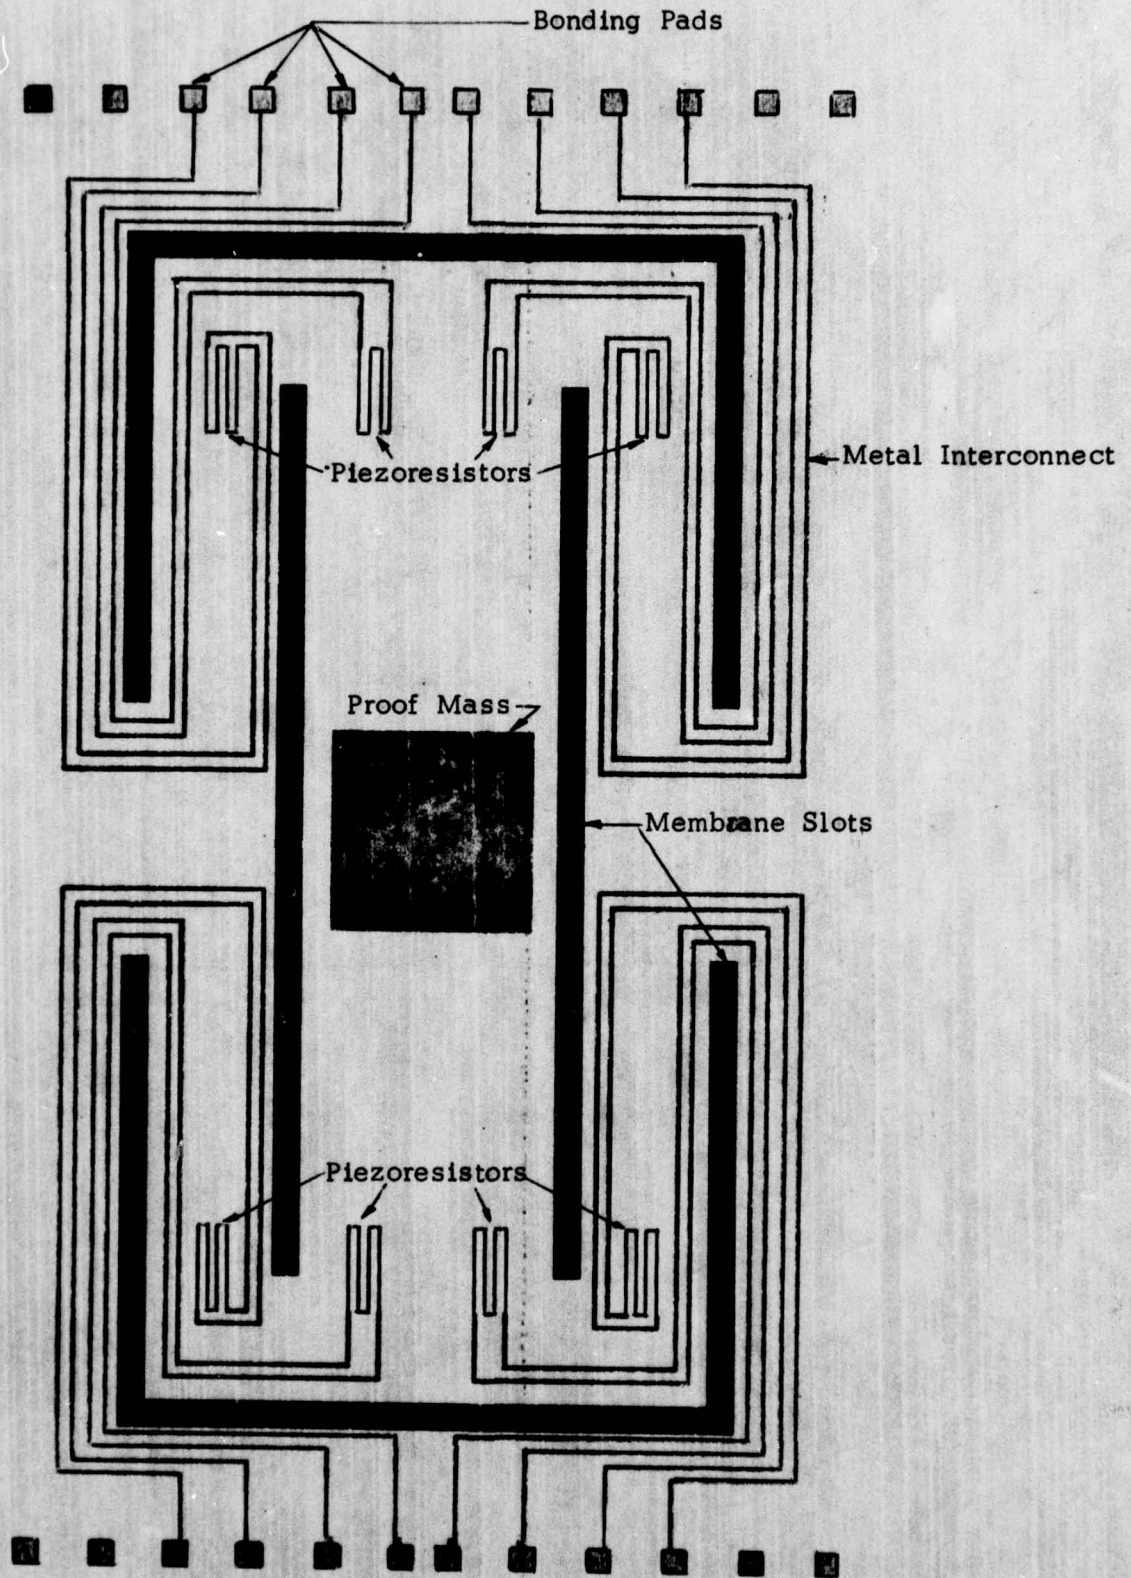 Bonding Pads
Piezoresistors
Metal Interconnect
Proof Mass
Membrane Slots
Piezoresistors